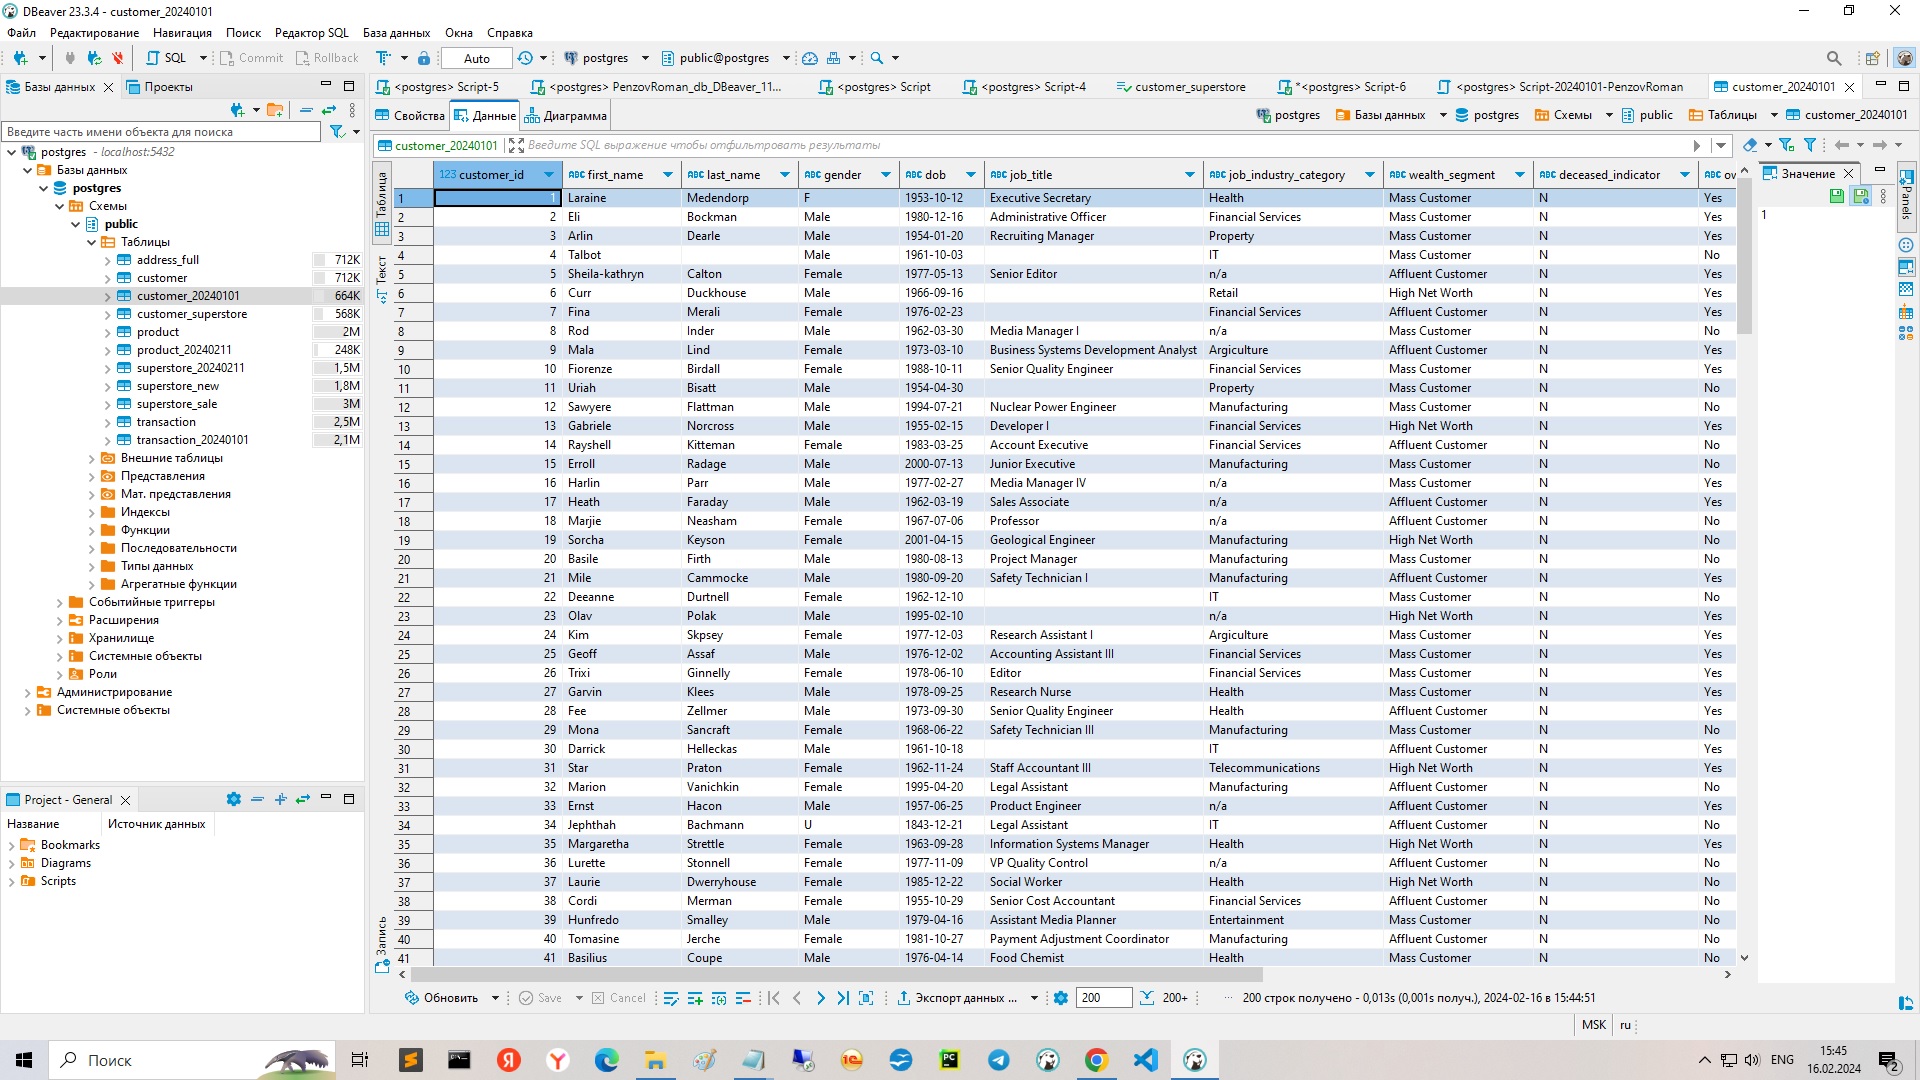 DBeaver 23.3.4 - customer_20240101
Файл Редактирование Навигация Поиск Редактор SQL База данных Окна Справка
SQL Commit Rollback Auto postgres public@postgres
Базы данных Проекты
<postgres> Script-5 <postgres> PenzovRoman_db_DBeaver_11... <postgres> Script <postgres> Script-4 customer_superstore *<postgres> Script-6 <postgres> Script-20240101-PenzovRoman customer_20240101
Свойства Данные Диаграмма postgres Базы данных postgres Схемы public Таблицы customer_20240101
Введите часть имени объекта для поиска
customer_20240101 Введите SQL выражение чтобы отфильтровать результаты
postgres - localhost:5432
Базы данных
postgres
Схемы
public
Таблицы
address_full 712K
customer 712K
customer_20240101 664K
customer_superstore 568K
product 2M
product_20240211 248K
superstore_20240211 1,5M
superstore_new 1,8M
superstore_sale 3M
transaction 2,5M
transaction_20240101 2,1M
Внешние таблицы
Представления
Мат. представления
Индексы
Функции
Последовательности
Типы данных
Агрегатные функции
Событийные триггеры
Расширения
Хранилище
Системные объекты
Роли
Администрирование
Системные объекты
Project - General
Название Источник данных
Bookmarks
Diagrams
Scripts
Таблица
Текст
Запись
123 customer_id ABC first_name ABC last_name ABC gender ABC dob ABC job_title ABC job_industry_category ABC wealth_segment ABC deceased_indicator ABC ov
1 1 Laraine Medendorp F 1953-10-12 Executive Secretary Health Mass Customer N Yes
2 2 Eli Bockman Male 1980-12-16 Administrative Officer Financial Services Mass Customer N Yes
3 3 Arlin Dearle Male 1954-01-20 Recruiting Manager Property Mass Customer N Yes
4 4 Talbot Male 1961-10-03 IT Mass Customer N No
5 5 Sheila-kathryn Calton Female 1977-05-13 Senior Editor n/a Affluent Customer N Yes
6 6 Curr Duckhouse Male 1966-09-16 Retail High Net Worth N Yes
7 7 Fina Merali Female 1976-02-23 Financial Services Affluent Customer N Yes
8 8 Rod Inder Male 1962-03-30 Media Manager I n/a Mass Customer N No
9 9 Mala Lind Female 1973-03-10 Business Systems Development Analyst Argiculture Affluent Customer N Yes
10 10 Fiorenze Birdall Female 1988-10-11 Senior Quality Engineer Financial Services Mass Customer N Yes
11 11 Uriah Bisatt Male 1954-04-30 Property Mass Customer N No
12 12 Sawyere Flattman Male 1994-07-21 Nuclear Power Engineer Manufacturing Mass Customer N No
13 13 Gabriele Norcross Male 1955-02-15 Developer I Financial Services High Net Worth N Yes
14 14 Rayshell Kitteman Female 1983-03-25 Account Executive Financial Services Affluent Customer N No
15 15 Erroll Radage Male 2000-07-13 Junior Executive Manufacturing Mass Customer N No
16 16 Harlin Parr Male 1977-02-27 Media Manager IV n/a Mass Customer N Yes
17 17 Heath Faraday Male 1962-03-19 Sales Associate n/a Affluent Customer N Yes
18 18 Marjie Neasham Female 1967-07-06 Professor n/a Affluent Customer N No
19 19 Sorcha Keyson Female 2001-04-15 Geological Engineer Manufacturing High Net Worth N Yes
20 20 Basile Firth Male 1980-08-13 Project Manager Manufacturing Mass Customer N No
21 21 Mile Cammocke Male 1980-09-20 Safety Technician I Manufacturing Affluent Customer N Yes
22 22 Deeanne Durtnell Female 1962-12-10 IT Mass Customer N No
23 23 Olav Polak Male 1995-02-10 n/a High Net Worth N Yes
24 24 Kim Skpsey Female 1977-12-03 Research Assistant I Argiculture Mass Customer N Yes
25 25 Geoff Assaf Male 1976-12-02 Accounting Assistant III Financial Services Mass Customer N Yes
26 26 Trixi Ginnelly Female 1978-06-10 Editor Financial Services Mass Customer N Yes
27 27 Garvin Klees Male 1978-09-25 Research Nurse Health Mass Customer N Yes
28 28 Fee Zellmer Male 1973-09-30 Senior Quality Engineer Health Affluent Customer N Yes
29 29 Mona Sancraft Female 1968-06-22 Safety Technician III Manufacturing Mass Customer N No
30 30 Darrick Helleckas Male 1961-10-18 IT Affluent Customer N Yes
31 31 Star Praton Female 1962-11-24 Staff Accountant III Telecommunications High Net Worth N Yes
32 32 Marion Vanichkin Female 1995-04-20 Legal Assistant Manufacturing Affluent Customer N No
33 33 Ernst Hacon Male 1957-06-25 Product Engineer n/a Affluent Customer N Yes
34 34 Jephthah Bachmann U 1843-12-21 Legal Assistant IT Affluent Customer N No
35 35 Margaretha Strettle Female 1963-09-28 Information Systems Manager Health High Net Worth N Yes
36 36 Lurette Stonnell Female 1977-11-09 VP Quality Control n/a Affluent Customer N No
37 37 Laurie Dwerryhouse Female 1985-12-22 Social Worker Health High Net Worth N No
38 38 Cordi Merman Female 1955-10-29 Senior Cost Accountant Financial Services Affluent Customer N No
39 39 Hunfredo Smalley Male 1979-04-16 Assistant Media Planner Entertainment Mass Customer N No
40 40 Tomasine Jerche Female 1981-10-27 Payment Adjustment Coordinator Manufacturing Affluent Customer N No
41 41 Basilius Coupe Male 1976-04-14 Food Chemist Health Mass Customer N No
Значение
1
Panels
Обновить Save Cancel Экспорт данных ... 200 200+ 200 строк получено - 0,013s (0,001s получ.), 2024-02-16 в 15:44:51
MSK ru
Поиск ENG 15:45
16.02.2024 2